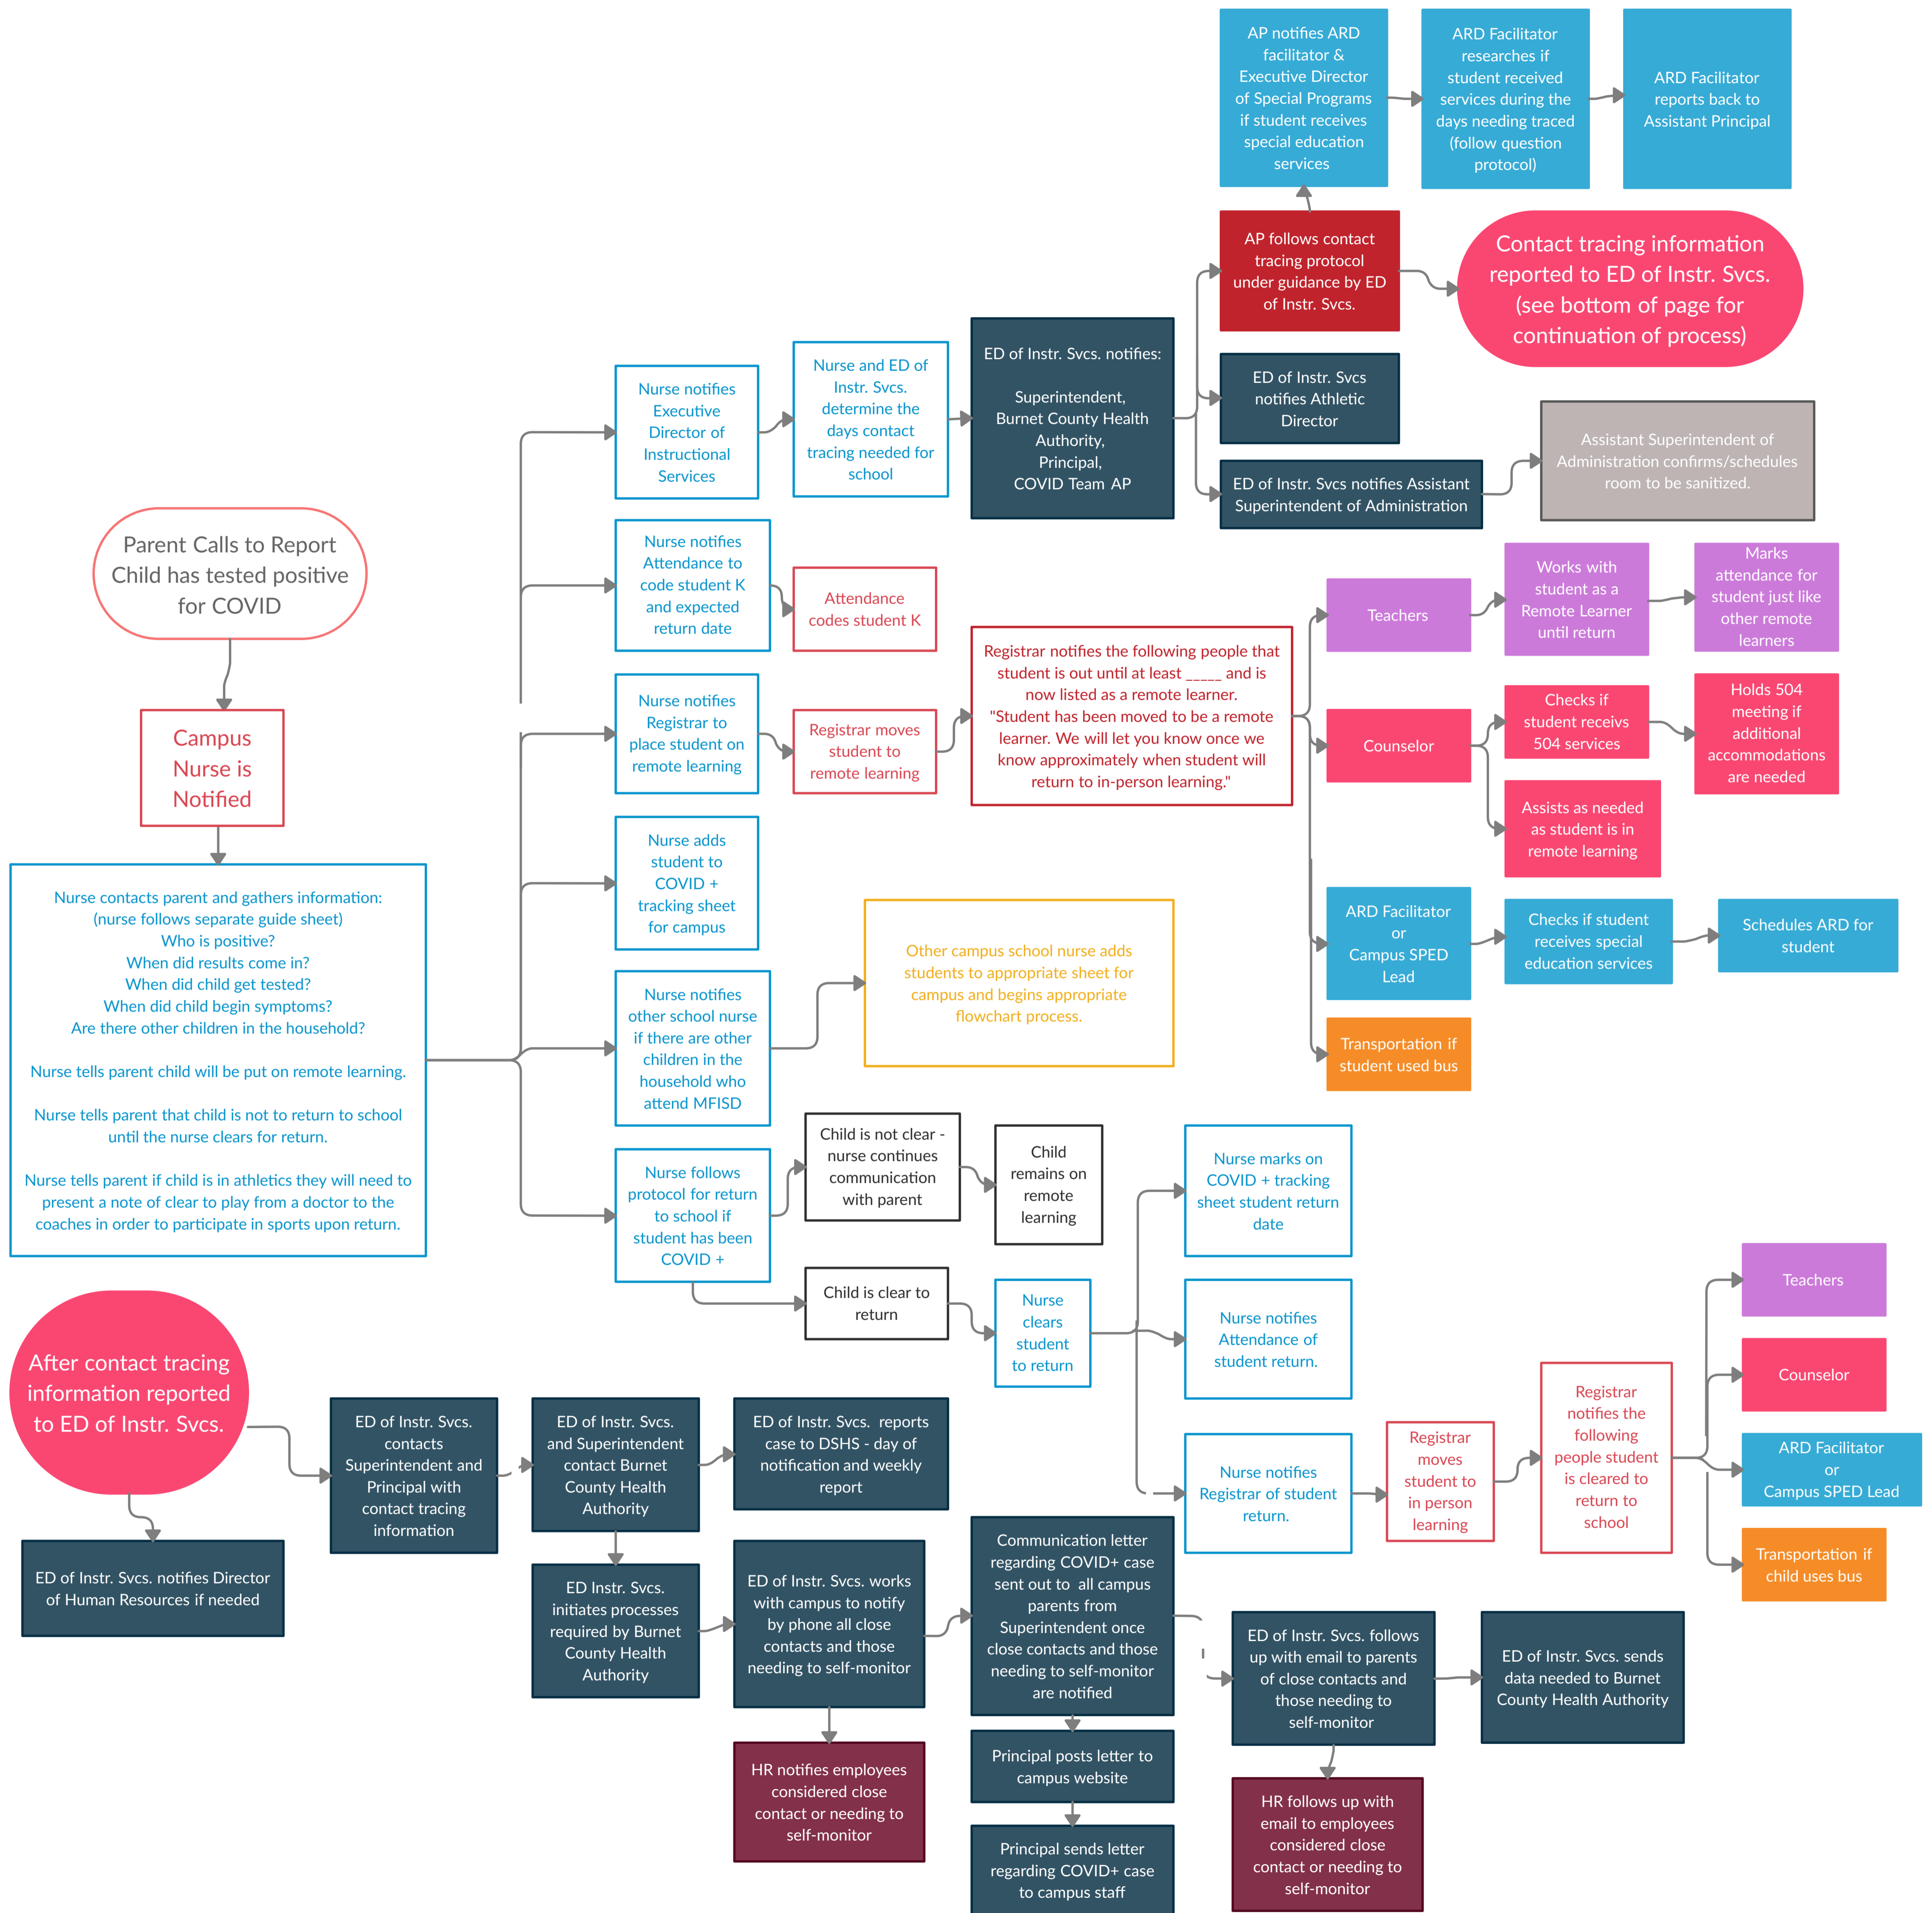 AP notifies ARD
facilitator &
Executive Director
of Special Programs
if student receives
special education
services
ARD Facilitator
researches if
student received
services during the
days needing traced
(follow question
protocol)
ARD Facilitator
reports back to
Assistant Principal
AP follows contact
tracing protocol
under guidance by ED
of Instr. Svcs.
Contact tracing information
reported to ED of Instr. Svcs.
(see bottom of page for
continuation of process)
Nurse notifies
Executive
Director of
Instructional
Services
Nurse and ED of
Instr. Svcs.
determine the
days contact
tracing needed for
school
ED of Instr. Svcs. notifies:
Superintendent,
Burnet County Health
Authority,
Principal,
COVID Team AP
ED of Instr. Svcs
notifies Athletic
Director
ED of Instr. Svcs notifies Assistant
Superintendent of Administration
Assistant Superintendent of
Administration confirms/schedules
room to be sanitized.
Parent Calls to Report
Child has tested positive
for COVID
Campus
Nurse is
Notified
Nurse contacts parent and gathers information:
(nurse follows separate guide sheet)
Who is positive?
When did results come in?
When did child get tested?
When did child begin symptoms?
Are there other children in the household?
Nurse tells parent child will be put on remote learning.
Nurse tells parent that child is not to return to school
until the nurse clears for return.
Nurse tells parent if child is in athletics they will need to
present a note of clear to play from a doctor to the
coaches in order to participate in sports upon return.
Nurse notifies
Attendance to
code student K
and expected
return date
Attendance
codes student K
Nurse notifies
Registrar to
place student on
remote learning
Registrar moves
student to
remote learning
Registrar notifies the following people that
student is out until at least _____ and is
now listed as a remote learner.
"Student has been moved to be a remote
learner. We will let you know once we
know approximately when student will
return to in-person learning."
Teachers
Works with
student as a
Remote Learner
until return
Marks
attendance for
student just like
other remote
learners
Counselor
Checks if
student receivs
504 services
Holds 504
meeting if
additional
accommodations
are needed
Assists as needed
as student is in
remote learning
ARD Facilitator
or
Campus SPED
Lead
Checks if student
receives special
education services
Schedules ARD for
student
Transportation if
student used bus
Nurse adds
student to
COVID +
tracking sheet
for campus
Nurse notifies
other school nurse
if there are other
children in the
household who
attend MFISD
Other campus school nurse adds
students to appropriate sheet for
campus and begins appropriate
flowchart process.
Nurse follows
protocol for return
to school if
student has been
COVID +
Child is not clear -
nurse continues
communication
with parent
Child
remains on
remote
learning
Child is clear to
return
Nurse
clears
student
to return
Nurse marks on
COVID + tracking
sheet student return
date
Nurse notifies
Attendance of
student return.
Nurse notifies
Registrar of student
return.
Registrar
moves
student to
in person
learning
Registrar
notifies the
following
people student
is cleared to
return to
school
Teachers
Counselor
ARD Facilitator
or
Campus SPED Lead
Transportation if
child uses bus
After contact tracing
information reported
to ED of Instr. Svcs.
ED of Instr. Svcs. notifies Director
of Human Resources if needed
ED of Instr. Svcs.
contacts
Superintendent and
Principal with
contact tracing
information
ED of Instr. Svcs.
and Superintendent
contact Burnet
County Health
Authority
ED of Instr. Svcs. reports
case to DSHS - day of
notification and weekly
report
ED Instr. Svcs.
initiates processes
required by Burnet
County Health
Authority
ED of Instr. Svcs. works
with campus to notify
by phone all close
contacts and those
needing to self-monitor
HR notifies employees
considered close
contact or needing to
self-monitor
Communication letter
regarding COVID+ case
sent out to all campus
parents from
Superintendent once
close contacts and those
needing to self-monitor
are notified
Principal posts letter to
campus website
Principal sends letter
regarding COVID+ case
to campus staff
ED of Instr. Svcs. follows
up with email to parents
of close contacts and
those needing to
self-monitor
HR follows up with
email to employees
considered close
contact or needing to
self-monitor
ED of Instr. Svcs. sends
data needed to Burnet
County Health Authority